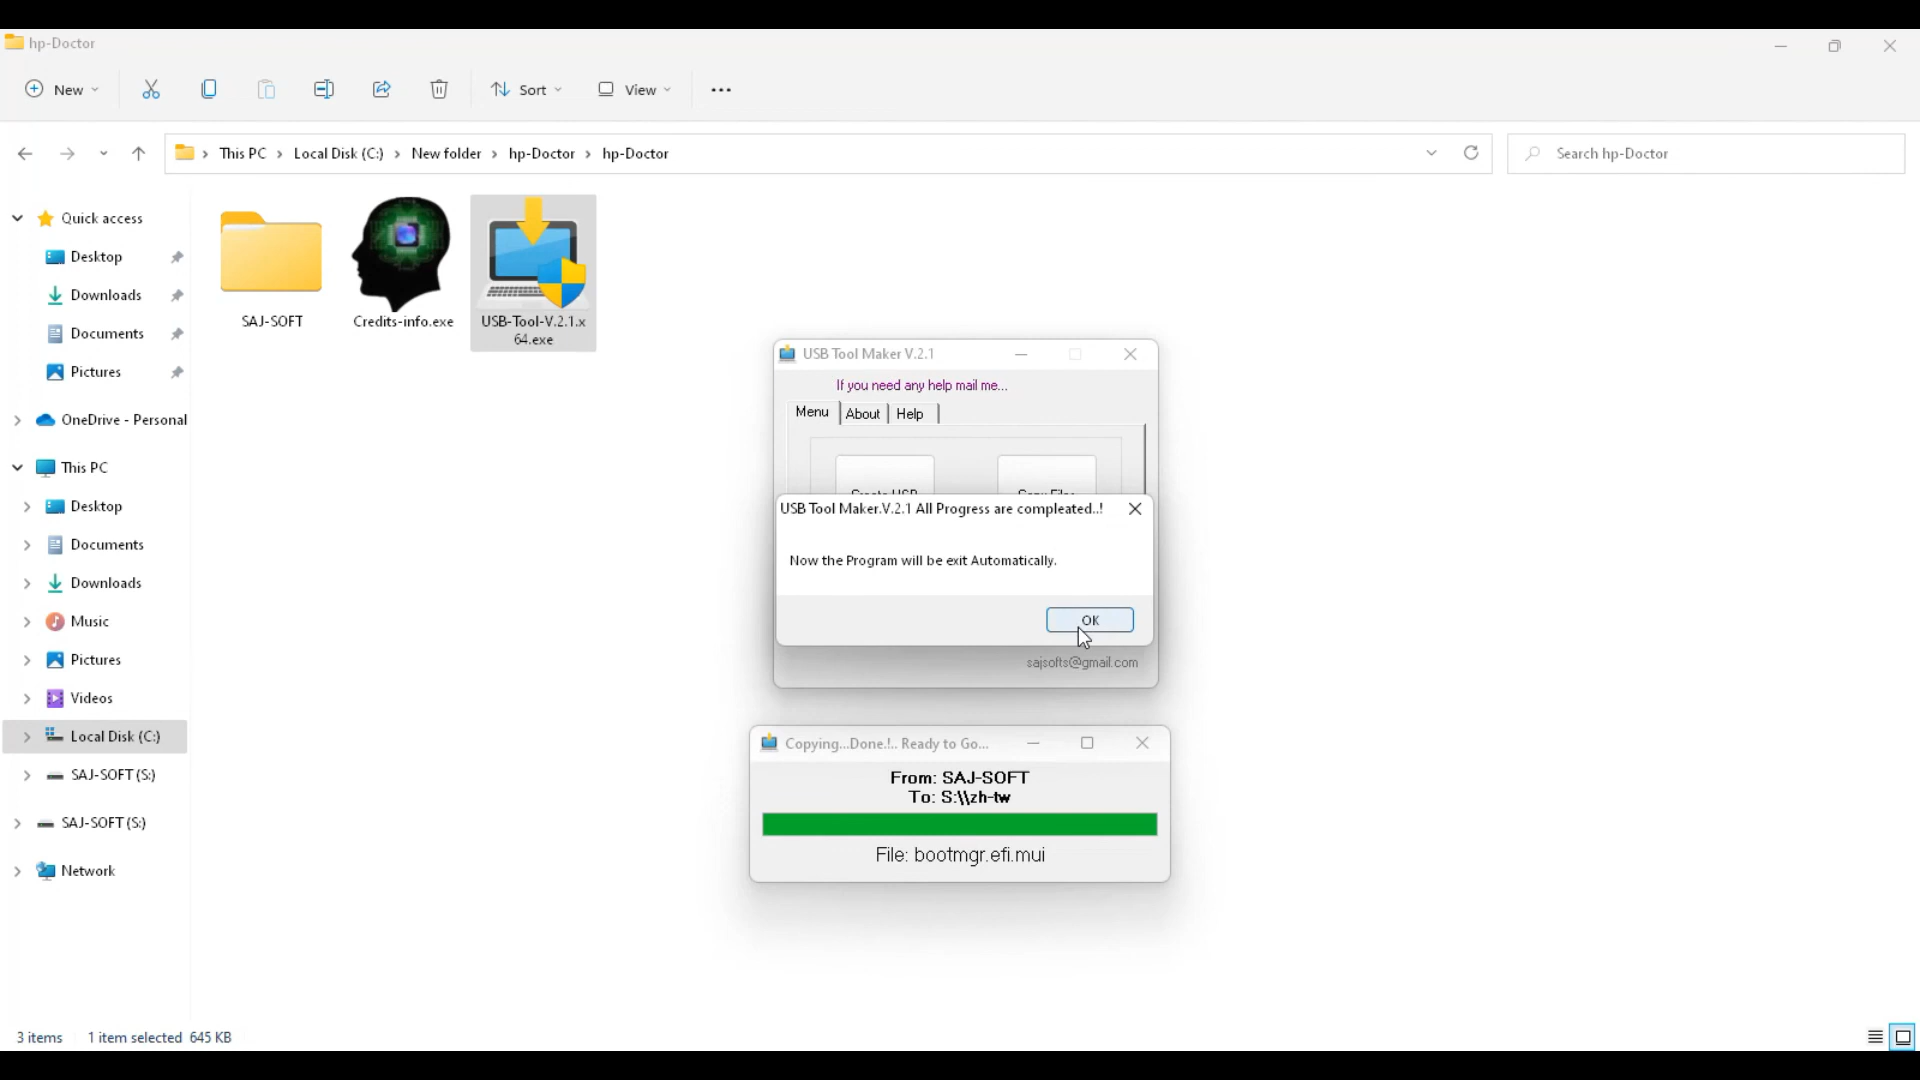 hp-Doctor
New
Sort
View
This PC
Local Disk (C:)
New folder
hp-Doctor
hp-Doctor
Search hp-Doctor
Quick access
Desktop
Downloads
Documents
Pictures
OneDrive - Personal
This PC
Desktop
Documents
Downloads
Music
Pictures
Videos
Local Disk (C:)
SAJ-SOFT (S:)
SAJ-SOFT (S:)
Network
SAJ-SOFT
Credits-info.exe
USB-Tool-V.2.1.x
64.exe
USB Tool Maker V.2.1
If you need any help mail me...
Menu
About
Help
Create USB
Copy Files
USB Tool Maker.V.2.1 All Progress are compleated..!
Now the Program will be exit Automatically.
OK
sajsofts@gmail.com
Copying...Done.!.. Ready to Go...
From: SAJ-SOFT
To: S:\\zh-tw
File: bootmgr.efi.mui
3 items
1 item selected 645 KB